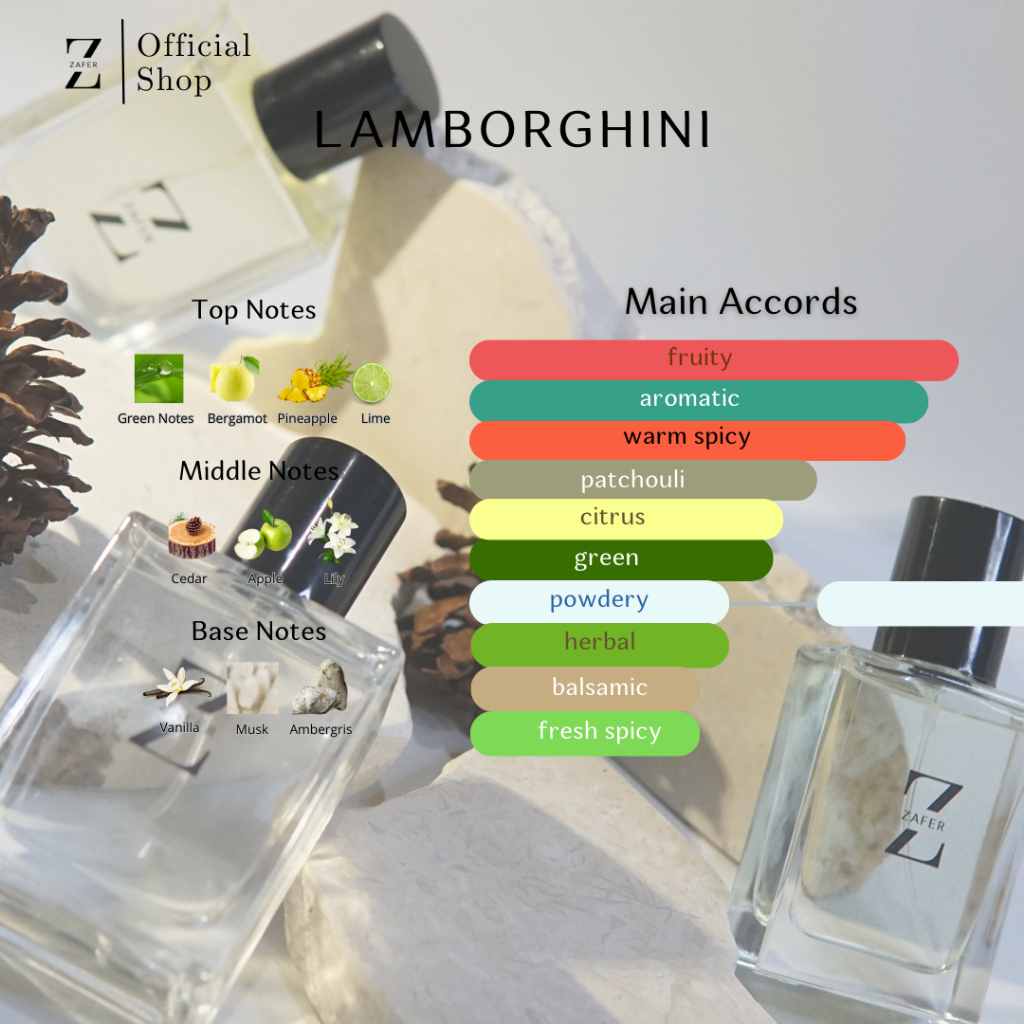 ZAFER
Official
Shop
LAMBORGHINI
ZAFER
Top Notes
Green Notes
Bergamot
Pineapple
Lime
Middle Notes
Cedar
Apple
Lily
Base Notes
Vanilla
Musk
Ambergris
Main Accords
fruity
aromatic
warm spicy
patchouli
citrus
green
powdery
herbal
balsamic
fresh spicy
ZAFER